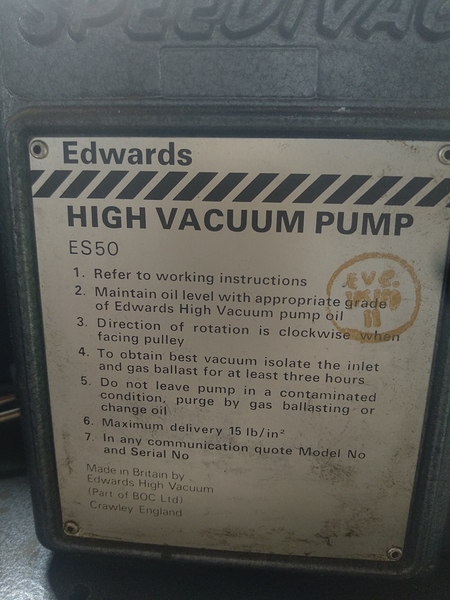 SPEEDIVAC
Edwards
HIGH VACUUM PUMP
ES50
1. Refer to working instructions
2. Maintain oil level with appropriate grade
of Edwards High Vacuum pump oil
3. Direction of rotation is clockwise when
facing pulley
4. To obtain best vacuum isolate the inlet
and gas ballast for at least three hours
5. Do not leave pump in a contaminated
condition, purge by gas ballasting or
change oil
6. Maximum delivery 15 lb/in²
7. In any communication quote Model No
and Serial No
Made in Britain by
Edwards High Vacuum
(Part of BOC Ltd)
Crawley England